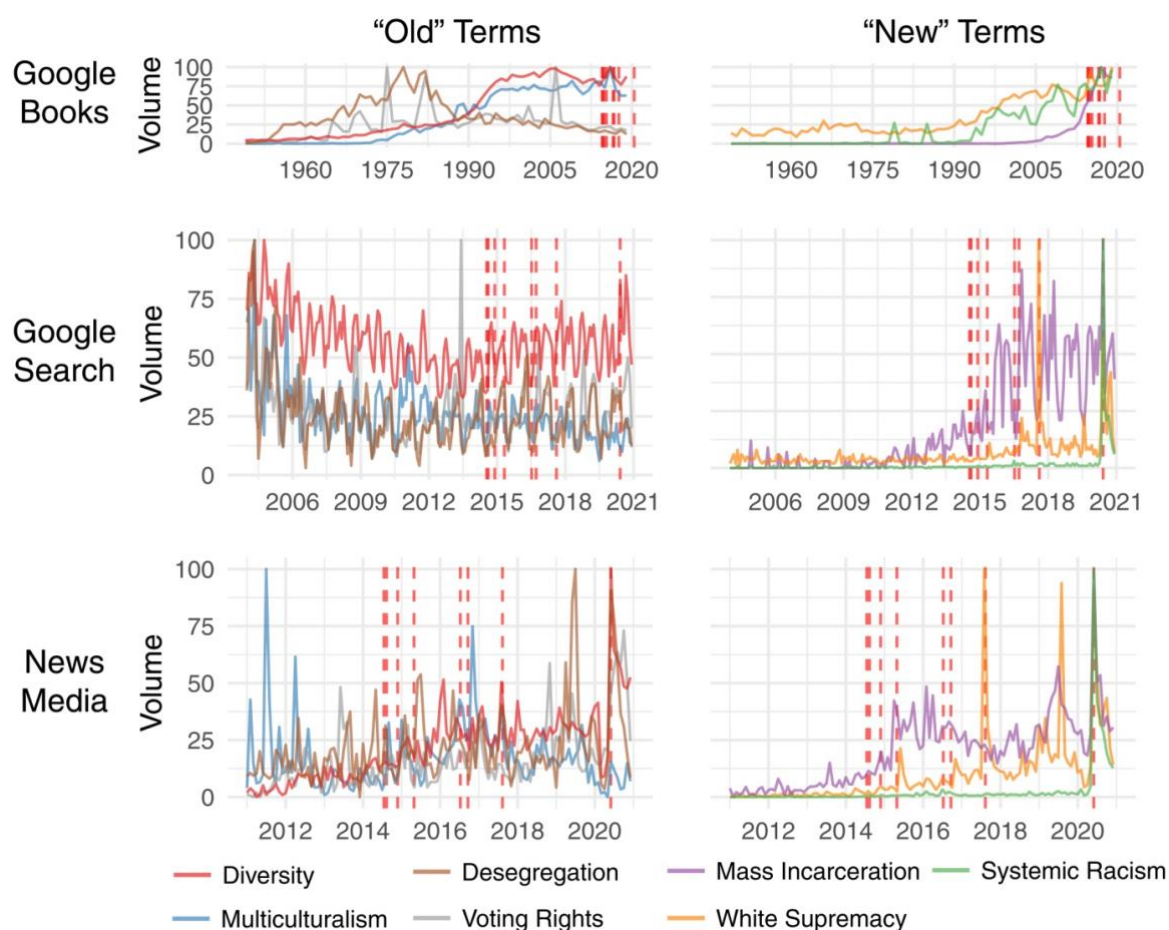 “Old” Terms
“New” Terms
Google
Books
Volume
100
75
50
25
0
1960 1975 1990 2005 2020
1960 1975 1990 2005 2020
Google
Search
Volume
100
75
50
25
0
2006 2009 2012 2015 2018 2021
2006 2009 2012 2015 2018 2021
News
Media
Volume
100
75
50
25
0
2012 2014 2016 2018 2020
2012 2014 2016 2018 2020
Diversity Desegregation Mass Incarceration Systemic Racism
Multiculturalism Voting Rights White Supremacy